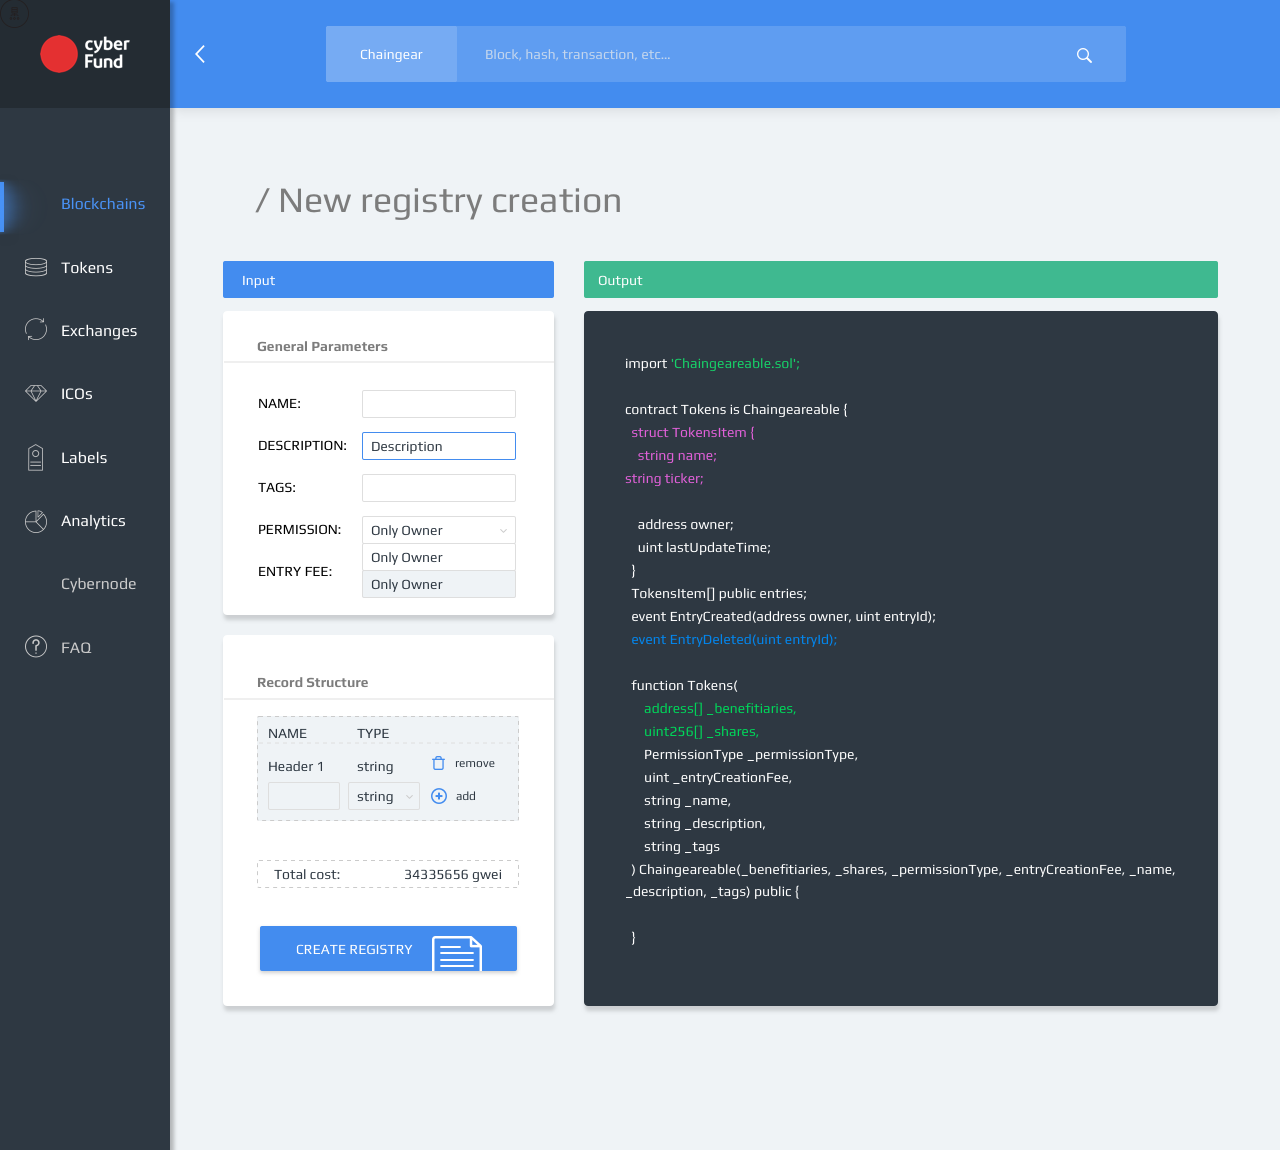 cyber
Fund
Chaingear
Block, hash, transaction, etc...
Blockchains
Tokens
Exchanges
ICOs
Labels
Analytics
Cybernode
FAQ
/ New registry creation
Input
General Parameters
NAME:
DESCRIPTION: Description
TAGS:
PERMISSION: Only Owner
Only Owner
ENTRY FEE:
Only Owner
Record Structure
NAME TYPE
Header 1 string remove
string add
Total cost: 34335656 gwei
CREATE REGISTRY
Output
import 'Chaingeareable.sol';
contract Tokens is Chaingeareable {
struct TokensItem {
string name;
string ticker;
address owner;
uint lastUpdateTime;
}
TokensItem[] public entries;
event EntryCreated(address owner, uint entryId);
event EntryDeleted(uint entryId);
function Tokens(
address[] _benefitiaries,
uint256[] _shares,
PermissionType _permissionType,
uint _entryCreationFee,
string _name,
string _description,
string _tags
) Chaingeareable(_benefitiaries, _shares, _permissionType, _entryCreationFee, _name,
_description, _tags) public {
}